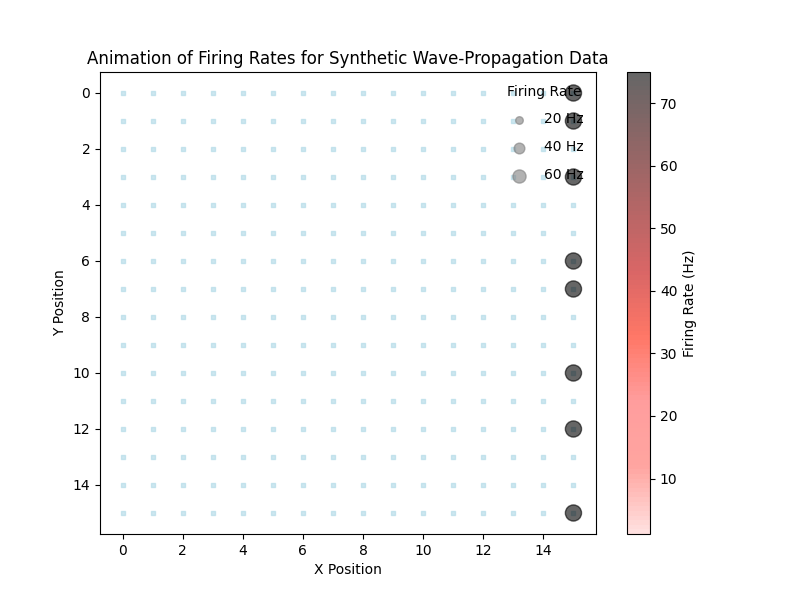 Animation of Firing Rates for Synthetic Wave-Propagation Data
Firing Rate
20 Hz
40 Hz
60 Hz
0
2
4
6
8
10
12
14
Y Position
0 2 4 6 8 10 12 14
X Position
70
60
50
40
30
20
10
Firing Rate (Hz)